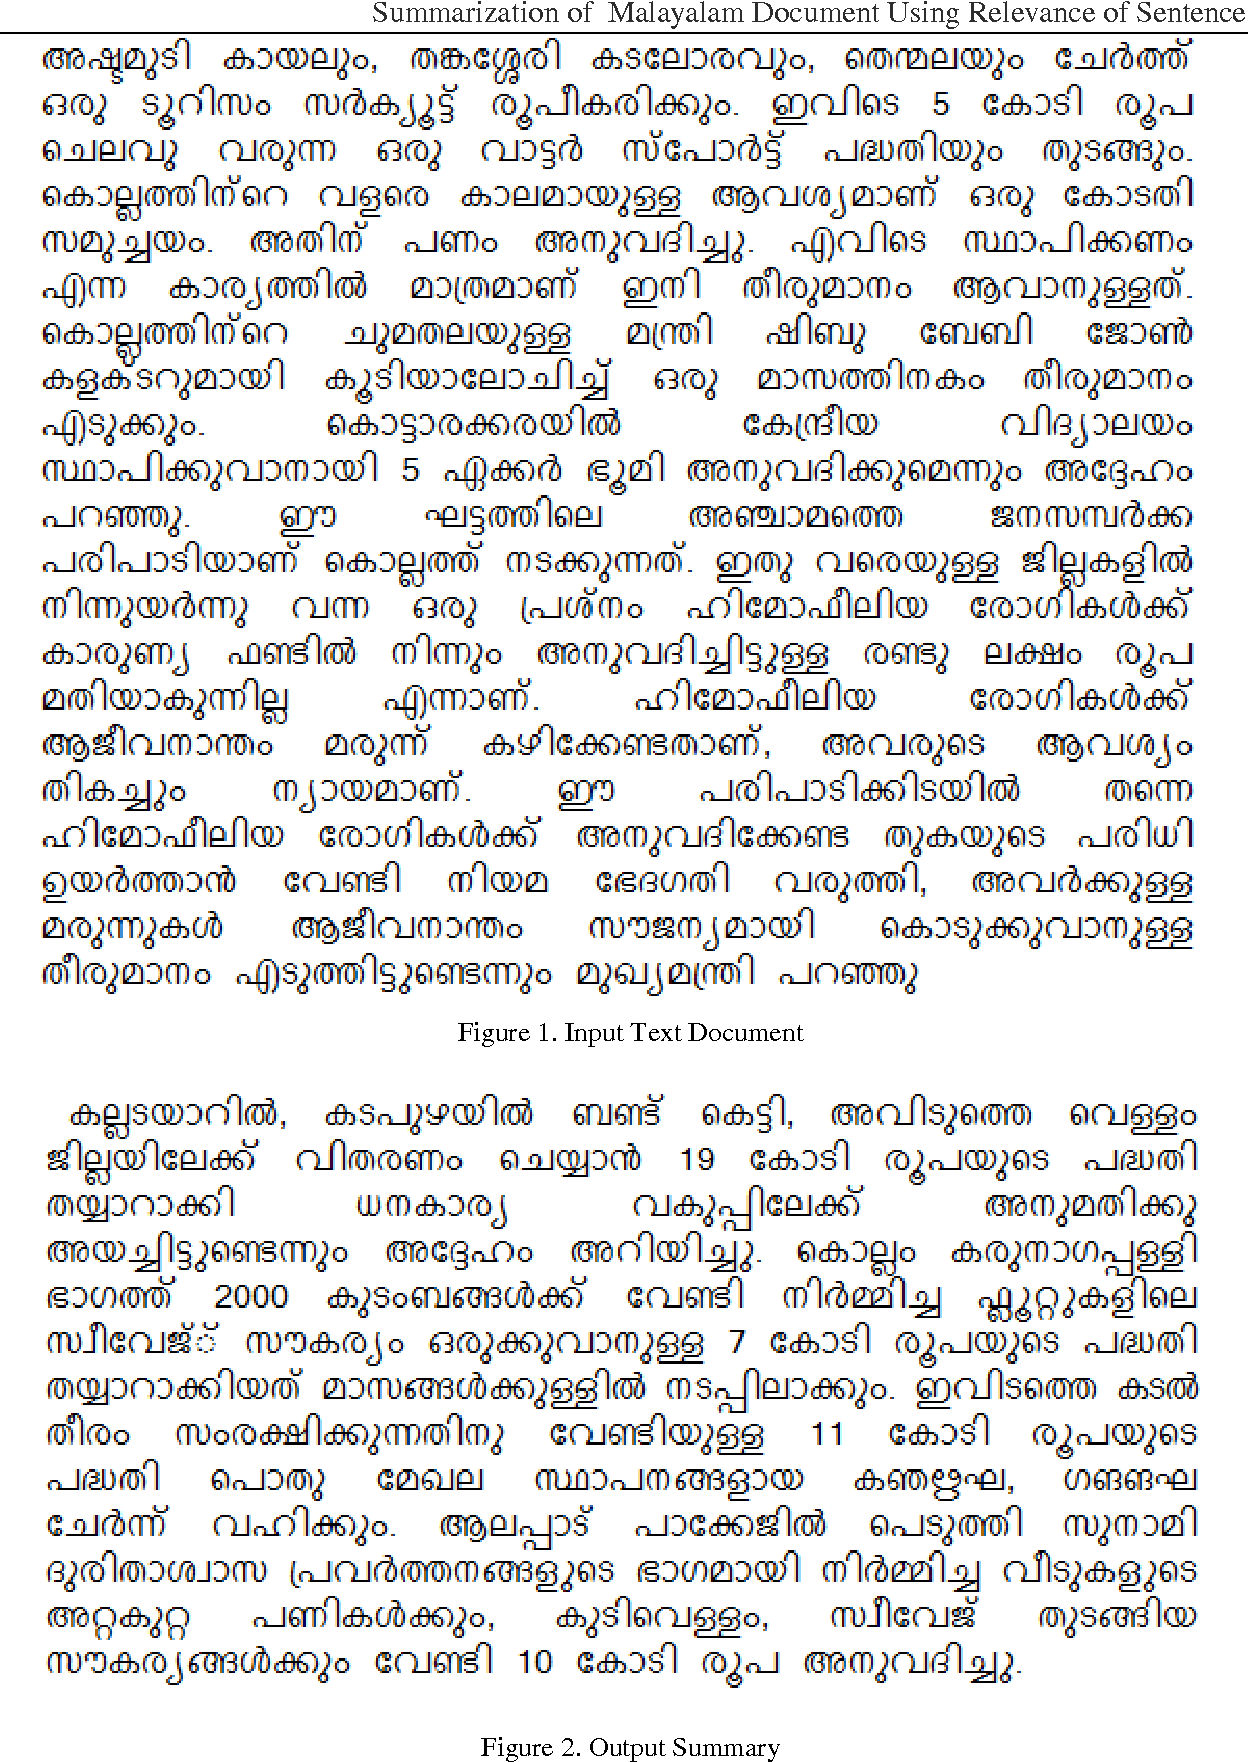 Summarization of Malayalam Document Using Relevance of Sentence
അഷ്ടമുടി കായലും, തങ്കശ്ശേരി കടലോരവും, തെന്മലയും ചേർത്ത്
ഒരു ടൂറിസം സർക്യൂട്ട് രൂപീകരിക്കും. ഇവിടെ 5 കോടി രൂപ
ചെലവു വരുന്ന ഒരു വാട്ടർ സ്പോർട്ട് പദ്ധതിയും തുടങ്ങും.
കൊല്ലത്തിന്റെ വളരെ കാലമായുള്ള ആവശ്യമാണ് ഒരു കോടതി
സമുച്ചയം. അതിന് പണം അനുവദിച്ചു. എവിടെ സ്ഥാപിക്കണം
എന്ന കാര്യത്തിൽ മാത്രമാണ് ഇനി തീരുമാനം ആവാനുള്ളത്.
കൊല്ലത്തിന്റെ ചുമതലയുള്ള മന്ത്രി ഷിബു ബേബി ജോൺ
കളക്ടറുമായി കൂടിയാലോചിച്ച് ഒരു മാസത്തിനകം തീരുമാനം
എടുക്കും. കൊട്ടാരക്കരയിൽ കേന്ദ്രീയ വിദ്യാലയം
സ്ഥാപിക്കുവാനായി 5 ഏക്കർ ഭൂമി അനുവദിക്കുമെന്നും അദ്ദേഹം
പറഞ്ഞു. ഈ ഘട്ടത്തിലെ അഞ്ചാമത്തെ ജനസമ്പർക്ക
പരിപാടിയാണ് കൊല്ലത്ത് നടക്കുന്നത്. ഇതു വരെയുള്ള ജില്ലകളിൽ
നിന്നുയർന്നു വന്ന ഒരു പ്രശ്നം ഹിമോഫീലിയ രോഗികൾക്ക്
കാരുണ്യ ഫണ്ടിൽ നിന്നും അനുവദിച്ചിട്ടുള്ള രണ്ടു ലക്ഷം രൂപ
മതിയാകുന്നില്ല എന്നാണ്. ഹിമോഫീലിയ രോഗികൾക്ക്
ആജീവനാന്തം മരുന്ന് കഴിക്കേണ്ടതാണ്, അവരുടെ ആവശ്യം
തികച്ചും ന്യായമാണ്. ഈ പരിപാടിക്കിടയിൽ തന്നെ
ഹിമോഫീലിയ രോഗികൾക്ക് അനുവദിക്കേണ്ട തുകയുടെ പരിധി
ഉയർത്താൻ വേണ്ടി നിയമ ഭേദഗതി വരുത്തി, അവർക്കുള്ള
മരുന്നുകൾ ആജീവനാന്തം സൗജന്യമായി കൊടുക്കുവാനുള്ള
തീരുമാനം എടുത്തിട്ടുണ്ടെന്നും മുഖ്യമന്ത്രി പറഞ്ഞു
Figure 1. Input Text Document
കല്ലടയാറിൽ, കടപുഴയിൽ ബണ്ട് കെട്ടി, അവിടുത്തെ വെള്ളം
ജില്ലയിലേക്ക് വിതരണം ചെയ്യാൻ 19 കോടി രൂപയുടെ പദ്ധതി
തയ്യാറാക്കി ധനകാര്യ വകുപ്പിലേക്ക് അനുമതിക്കു
അയച്ചിട്ടുണ്ടെന്നും അദ്ദേഹം അറിയിച്ചു. കൊല്ലം കരുനാഗപ്പള്ളി
ഭാഗത്ത് 2000 കുടംബങ്ങൾക്ക് വേണ്ടി നിർമ്മിച്ച ഫ്ലൂറ്റുകളിലെ
സ്വീവേജ്് സൗകര്യം ഒരുക്കുവാനുള്ള 7 കോടി രൂപയുടെ പദ്ധതി
തയ്യാറാക്കിയത് മാസങ്ങൾക്കുള്ളിൽ നടപ്പിലാക്കും. ഇവിടത്തെ കടൽ
തീരം സംരക്ഷിക്കുന്നതിനു വേണ്ടിയുള്ള 11 കോടി രൂപയുടെ
പദ്ധതി പൊതു മേഖല സ്ഥാപനങ്ങളായ കഞഋഘ, ഗങങഘ
ചേർന്ന് വഹിക്കും. ആലപ്പാട് പാക്കേജിൽ പെടുത്തി സുനാമി
ദുരിതാശ്വാസ പ്രവർത്തനങ്ങളുടെ ഭാഗമായി നിർമ്മിച്ച വീടുകളുടെ
അറ്റകുറ്റ പണികൾക്കും, കുടിവെള്ളം, സ്വീവേജ് തുടങ്ങിയ
സൗകര്യങ്ങൾക്കും വേണ്ടി 10 കോടി രൂപ അനുവദിച്ചു.
Figure 2. Output Summary